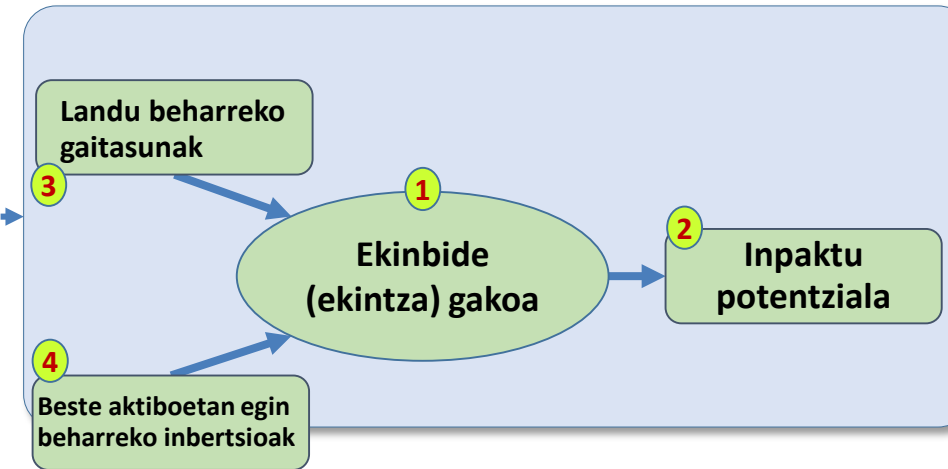 Landu beharreko
gaitasunak
3
1
Ekinbide
(ekintza) gakoa
2
Inpaktu
potentziala
4
Beste aktiboetan egin
beharreko inbertsioak